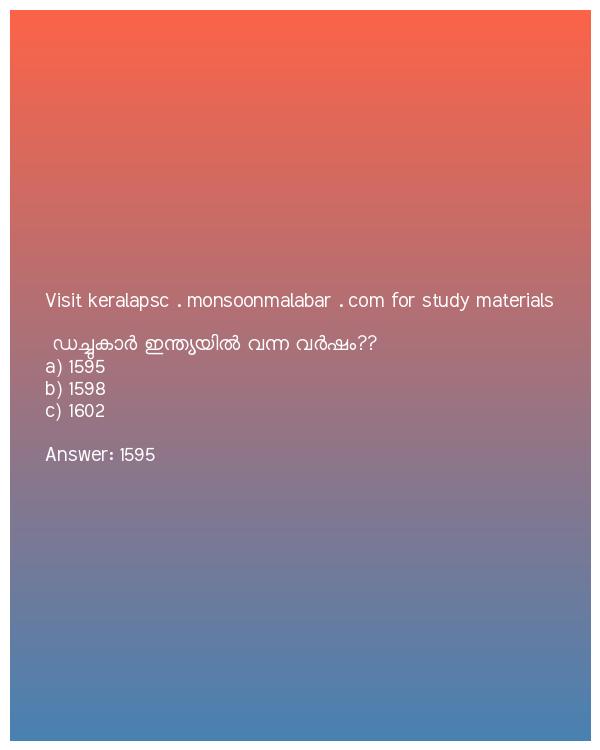 Visit keralapsc . monsoonmalabar . com for study materials
ഡച്ചുകാർ ഇന്ത്യയിൽ വന്ന വർഷം??
a) 1595
b) 1598
c) 1602
Answer: 1595